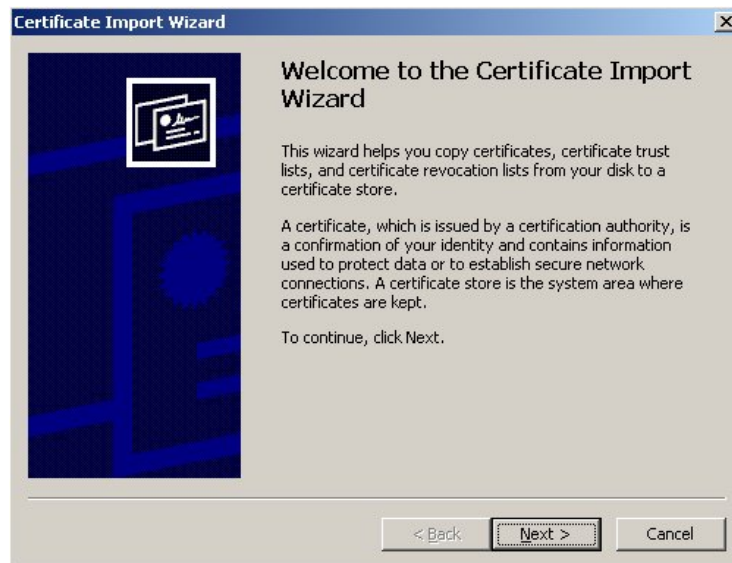 Certificate Import Wizard
Welcome to the Certificate Import
Wizard
This wizard helps you copy certificates, certificate trust
lists, and certificate revocation lists from your disk to a
certificate store.
A certificate, which is issued by a certification authority, is
a confirmation of your identity and contains information
used to protect data or to establish secure network
connections. A certificate store is the system area where
certificates are kept.
To continue, click Next.
< Back
Next >
Cancel